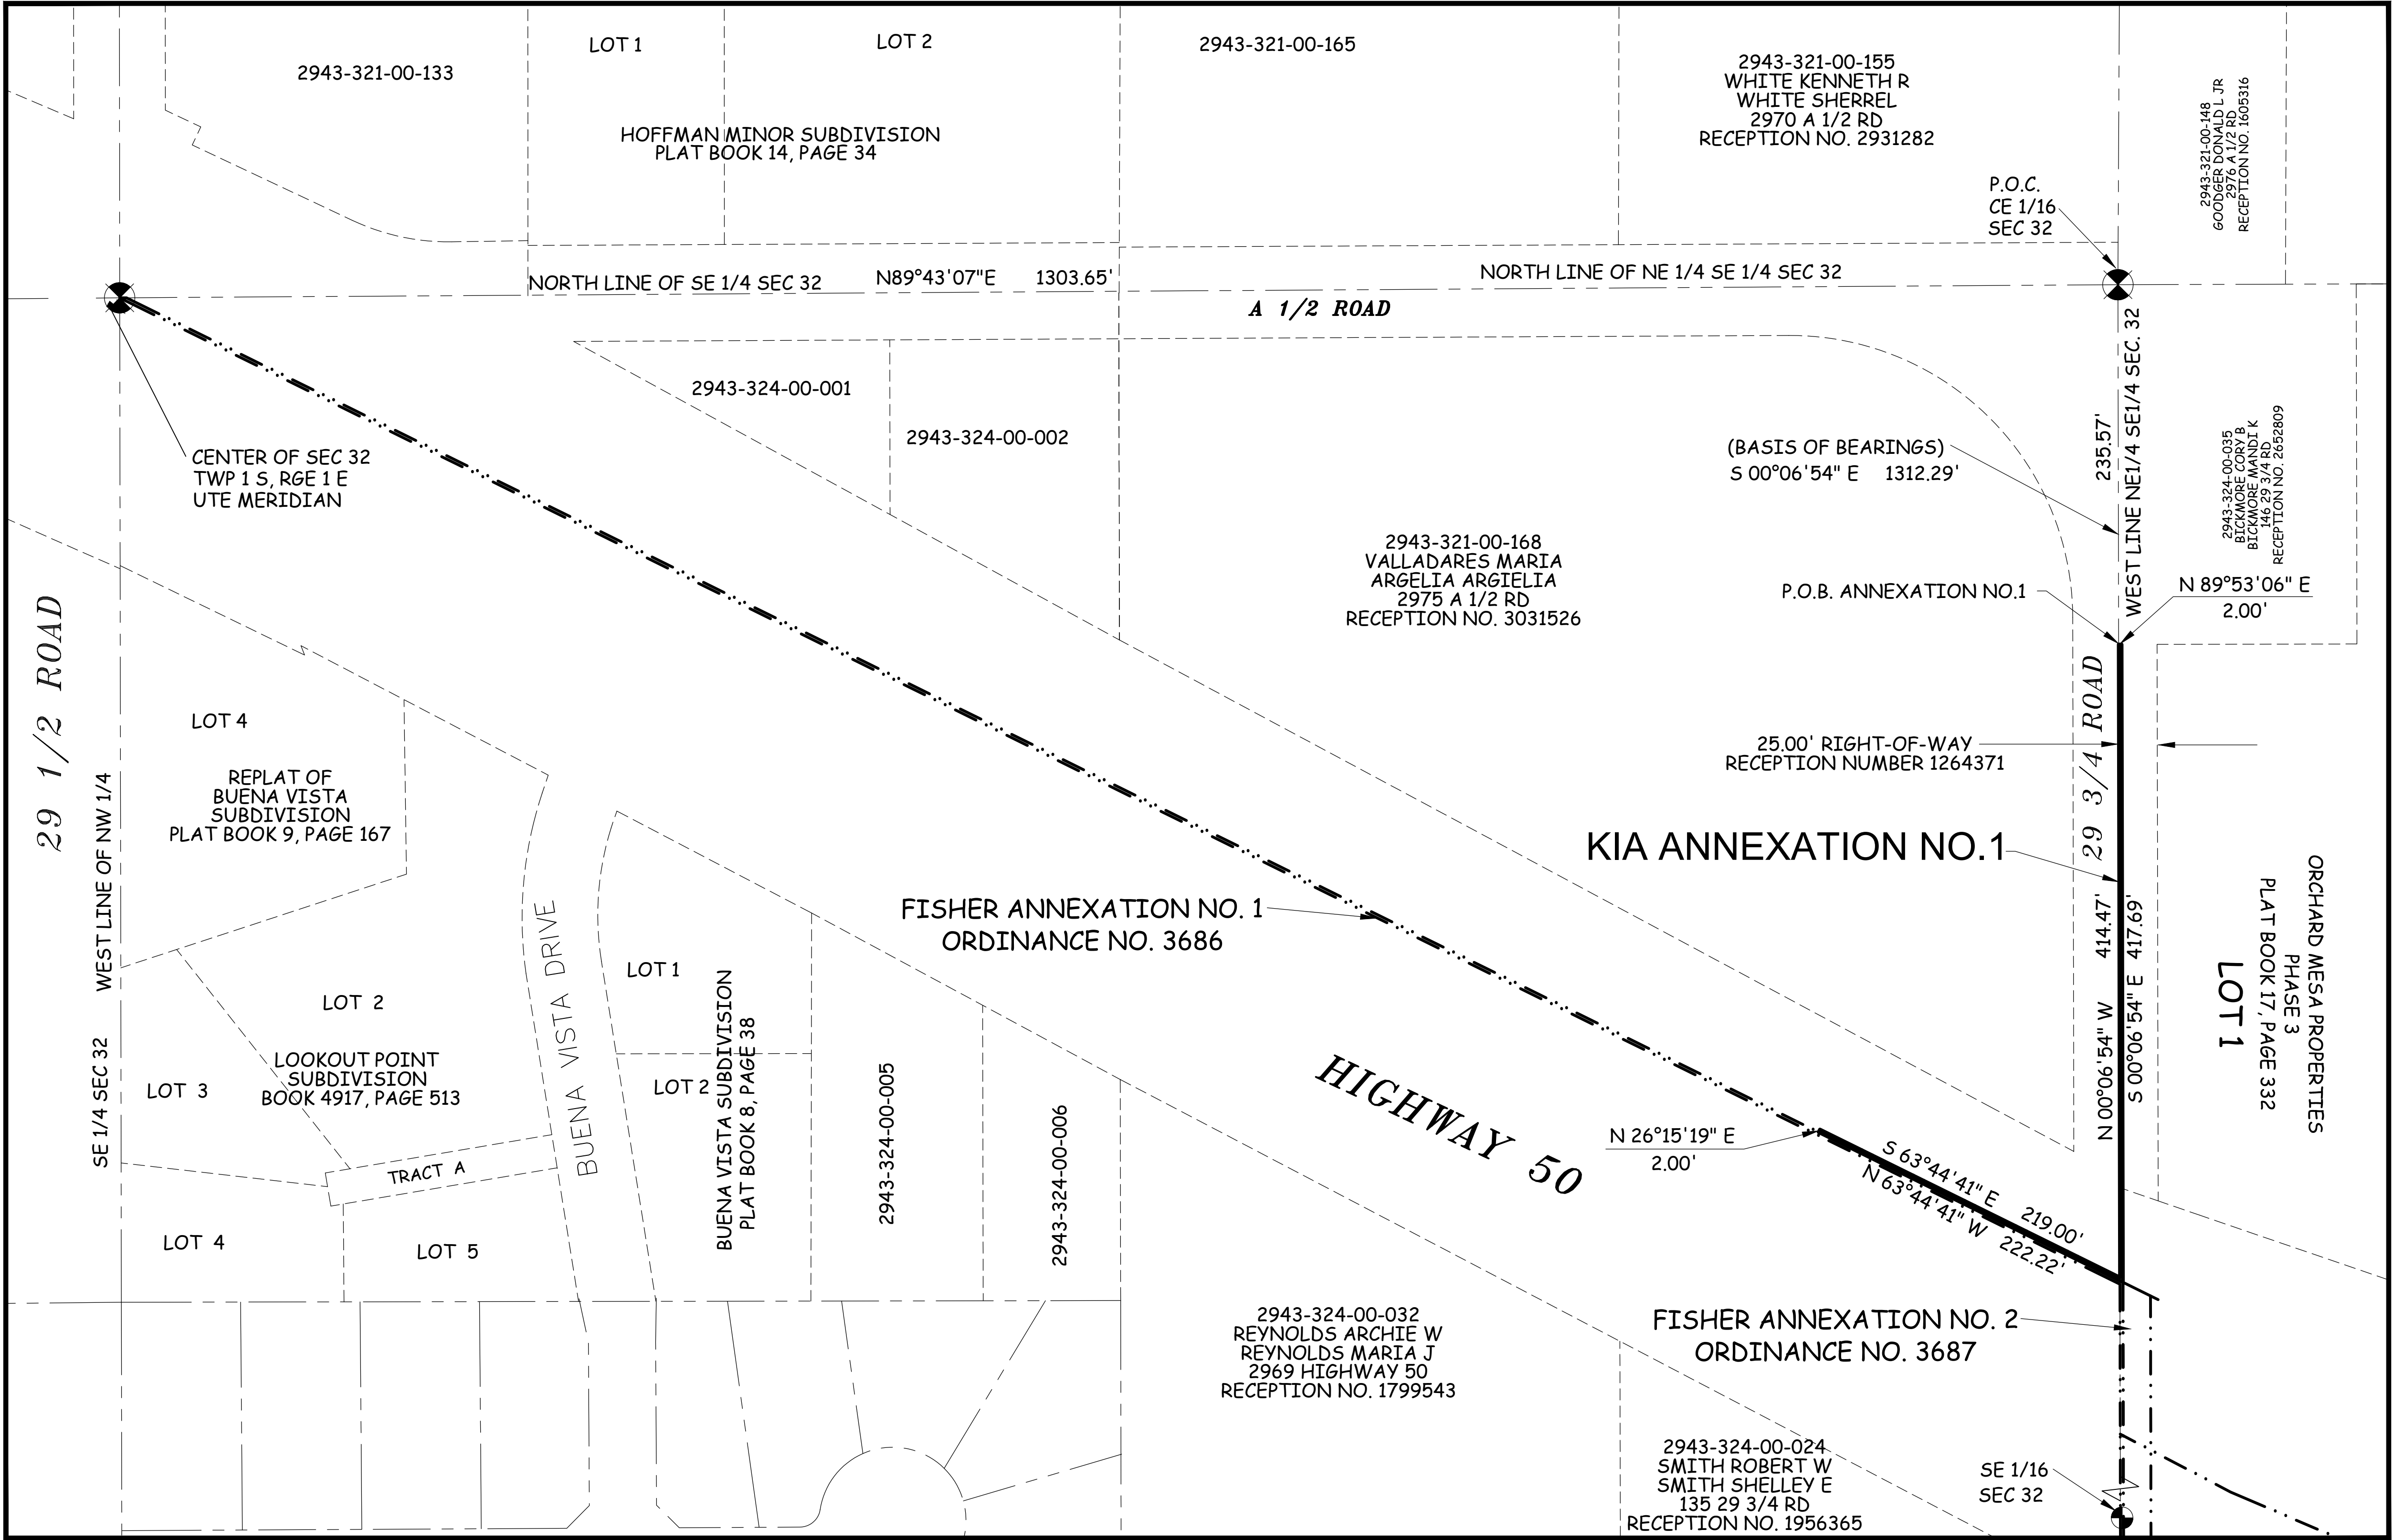 LOT 1
LOT 2
2943-321-00-165
2943-321-00-133
HOFFMAN MINOR SUBDIVISION
PLAT BOOK 14, PAGE 34
2943-321-00-155
WHITE KENNETH R
WHITE SHERREL
2970 A 1/2 RD
RECEPTION NO. 2931282
2943-321-00-148
GOODGER DONALD L JR
2976 A 1/2 RD
RECEPTION NO. 1605316
P.O.C.
CE 1/16
SEC 32
NORTH LINE OF SE 1/4 SEC 32
N89°43'07"E 1303.65'
NORTH LINE OF NE 1/4 SE 1/4 SEC 32
A 1/2 ROAD
2943-324-00-001
2943-324-00-002
CENTER OF SEC 32
TWP 1 S, RGE 1 E
UTE MERIDIAN
(BASIS OF BEARINGS)
S 00°06'54" E 1312.29'
235.57'
WEST LINE NE1/4 SE1/4 SEC. 32
2943-324-00-035
BICKMORE CORY B
BICKMORE MANDI K
146 29 3/4 RD
RECEPTION NO. 2652809
2943-321-00-168
VALLADARES MARIA
ARGELIA ARGIELIA
2975 A 1/2 RD
RECEPTION NO. 3031526
P.O.B. ANNEXATION NO.1
N 89°53'06" E
2.00'
29 1/2 ROAD
29 3/4 ROAD
LOT 4
REPLAT OF
BUENA VISTA
SUBDIVISION
PLAT BOOK 9, PAGE 167
WEST LINE OF NW 1/4
SE 1/4 SEC 32
25.00' RIGHT-OF-WAY
RECEPTION NUMBER 1264371
KIA ANNEXATION NO.1
FISHER ANNEXATION NO. 1
ORDINANCE NO. 3686
N 00°06'54" W 414.47'
S 00°06'54" E 417.69'
ORCHARD MESA PROPERTIES
PHASE 3
PLAT BOOK 17, PAGE 332
LOT 1
LOT 2
LOOKOUT POINT
SUBDIVISION
BOOK 4917, PAGE 513
LOT 3
TRACT A
LOT 4
LOT 5
BUENA VISTA DRIVE
LOT 1
LOT 2
BUENA VISTA SUBDIVISION
PLAT BOOK 8, PAGE 38
2943-324-00-005
2943-324-00-006
HIGHWAY 50
N 26°15'19" E
2.00'
S 63°44'41" E 219.00'
N 63°44'41" W 222.22'
2943-324-00-032
REYNOLDS ARCHIE W
REYNOLDS MARIA J
2969 HIGHWAY 50
RECEPTION NO. 1799543
FISHER ANNEXATION NO. 2
ORDINANCE NO. 3687
2943-324-00-024
SMITH ROBERT W
SMITH SHELLEY E
135 29 3/4 RD
RECEPTION NO. 1956365
SE 1/16
SEC 32